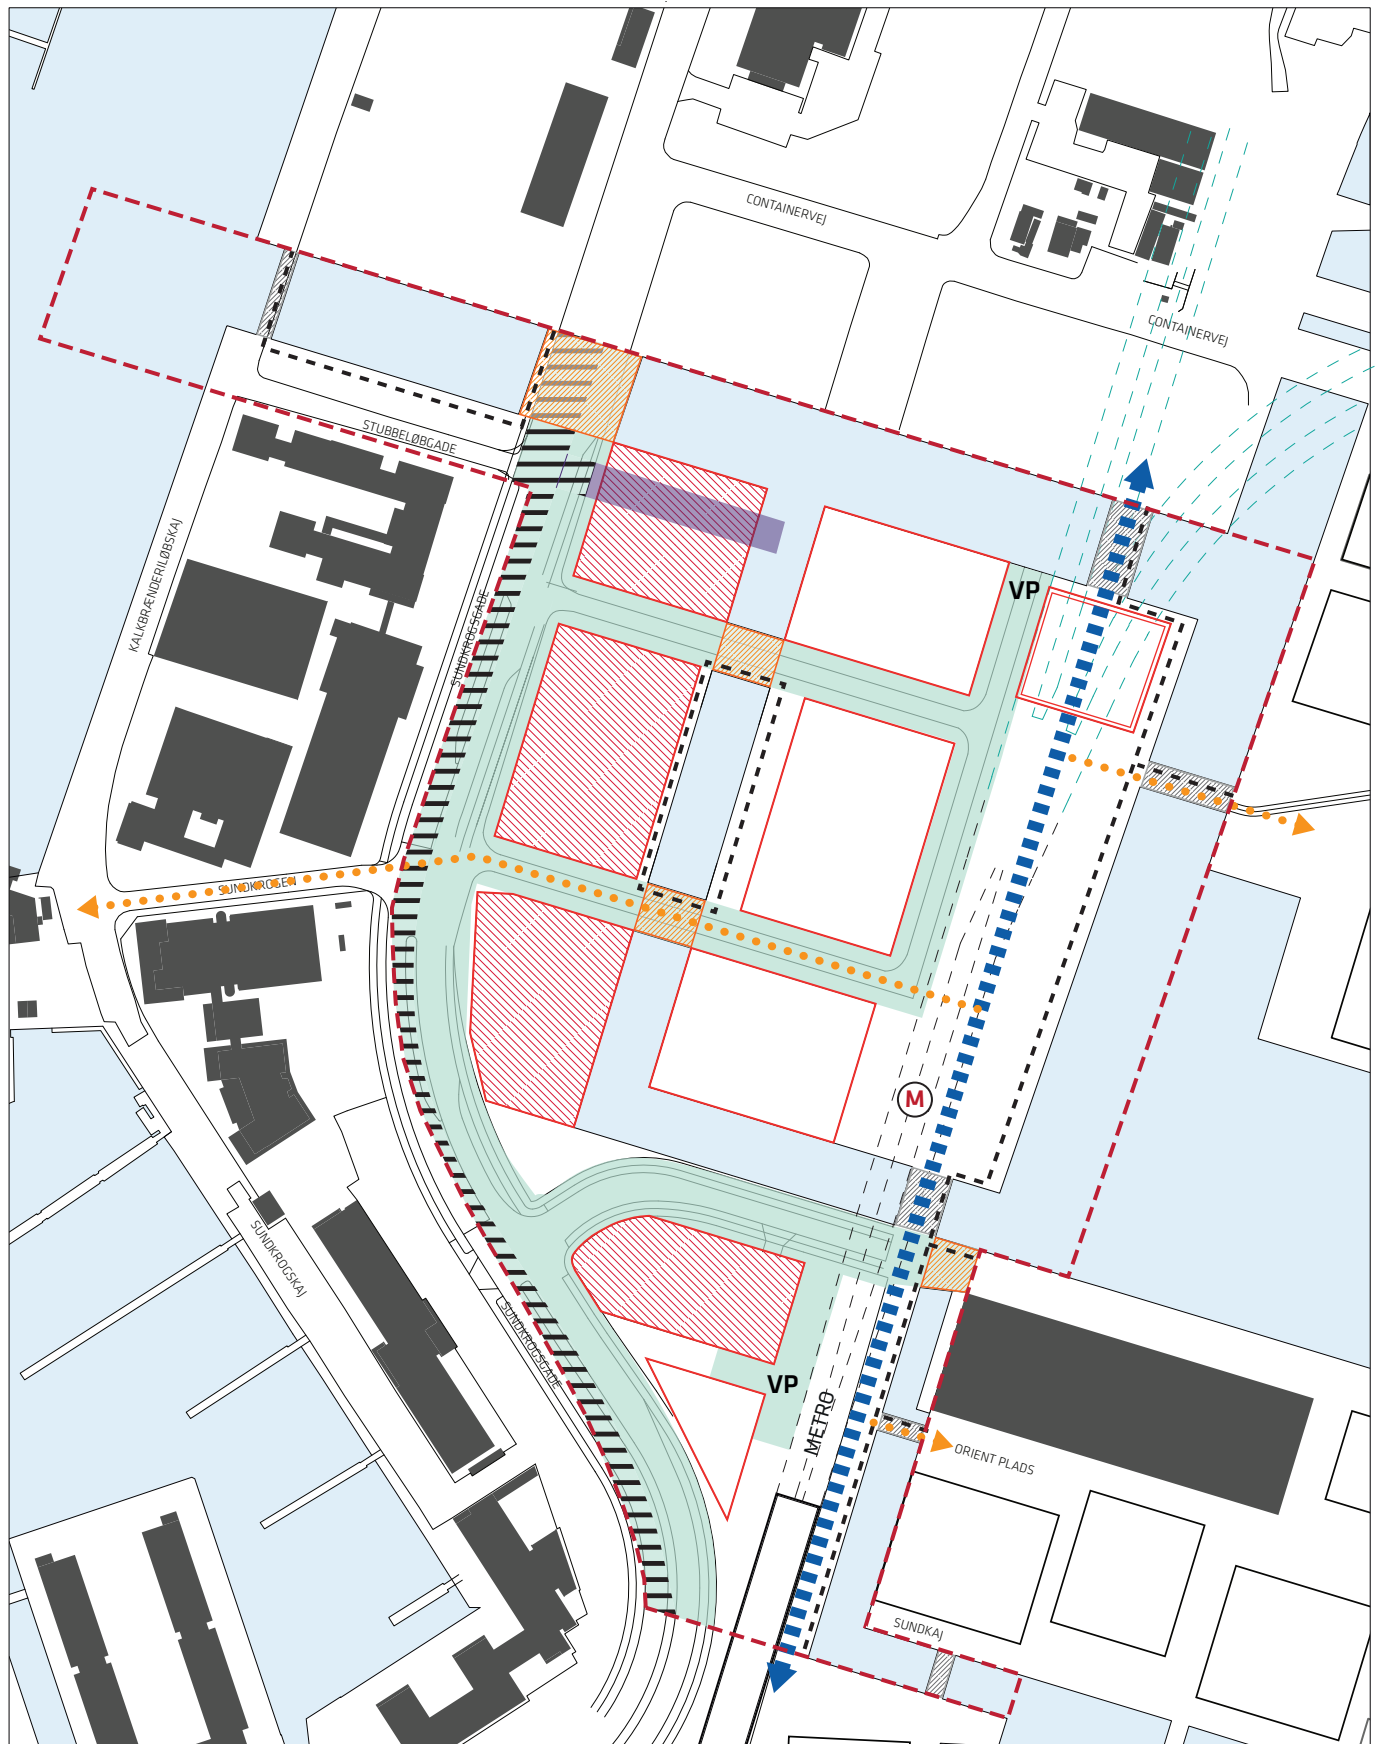 CONTAINERVEJ
CONTAINERVEJ
STUBBELØBGADE
KALKBRÆNDERILØBSKAJ
SUNDKROGSGADE
VP
SUNDKROGEN
M
SUNDKROGSKAJ
SUNDKROGSGADE
VP
METRO
ORIENT PLADS
SUNDKAJ